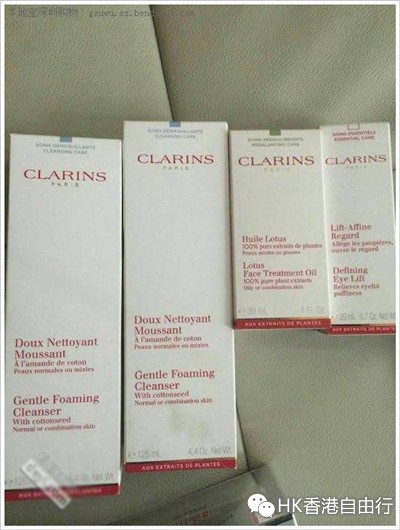 SOINS DÉMAQUILLANTS
CLEANSING CARE
CLARINS
PARIS
Doux Nettoyant
Moussant
À l'amande de coton
Peaux normales ou mixtes
Gentle Foaming
Cleanser
With cottonseed
Normal or combination skin
SOINS DÉMAQUILLANTS
CLEANSING CARE
CLARINS
PARIS
Doux Nettoyant
Moussant
À l'amande de coton
Peaux normales ou mixtes
Gentle Foaming
Cleanser
With cottonseed
Normal or combination skin
℮ 125 mL 4.4 Oz. Net Wt
AUX EXTRAITS DE PLANTES
REBALANCING CARE
CLARINS
PARIS
Huile Lotus
100% purs extraits de plantes
Peaux mixtes ou grasses
Lotus
Face Treatment Oil
100% pure plant extracts
Oily or combination skin
AUX EXTRAITS DE PLANTES
SOINS ESSENTIELS
ESSENTIAL CARE
CLARINS
PARIS
Lift-Affine
Regard
Allège les paupières,
ouvre le regard
Defining
Eye Lift
Relieves eyelid
puffiness
20 mL 0.7 Oz. Net Wt
AUX EXTRAITS DE PLANTES
HK香港自由行